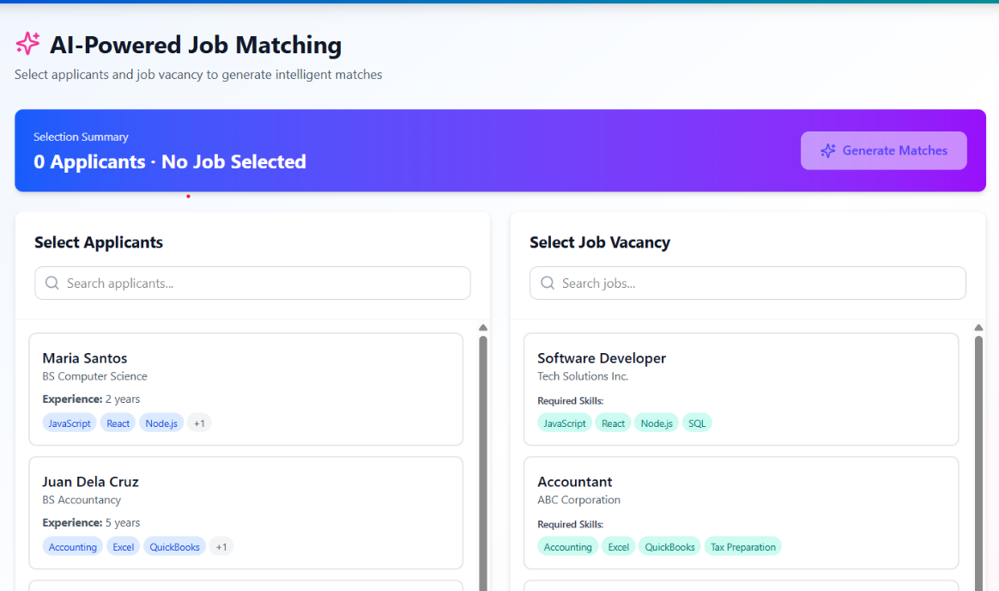 AI-Powered Job Matching
Select applicants and job vacancy to generate intelligent matches
Selection Summary
0 Applicants · No Job Selected
Generate Matches
Select Applicants
Search applicants...
Maria Santos
BS Computer Science
Experience: 2 years
JavaScript React Node.js +1
Juan Dela Cruz
BS Accountancy
Experience: 5 years
Accounting Excel QuickBooks +1
Select Job Vacancy
Search jobs...
Software Developer
Tech Solutions Inc.
Required Skills:
JavaScript React Node.js SQL
Accountant
ABC Corporation
Required Skills:
Accounting Excel QuickBooks Tax Preparation